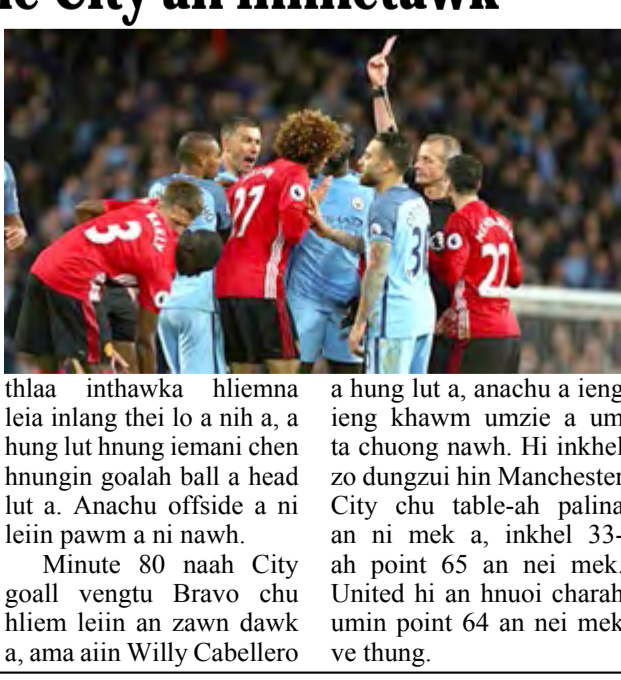 City an
thlaa inthawka hliemna
leia inlang thei lo a nih a, a
hung lut hnung iemani chen
hnungin goalah ball a head
lut a. Anachu offside a ni
leiin pawm a ni nawh.
Minute 80 naah City
goall vengtu Bravo chu
hliem leiin an zawn dawk
a, ama aiin Willy Cabellero
a hung lut a, anachu a ieng
ieng khawm umzie a um
ta chuong nawh. Hi inkhel
zo dungzui hin Manchester
City chu table-ah palina
an ni mek a, inkhel 33-
ah point 65 an nei mek.
United hi an hnuoi charah
umin point 64 an nei mek
ve thung.
3
27
22